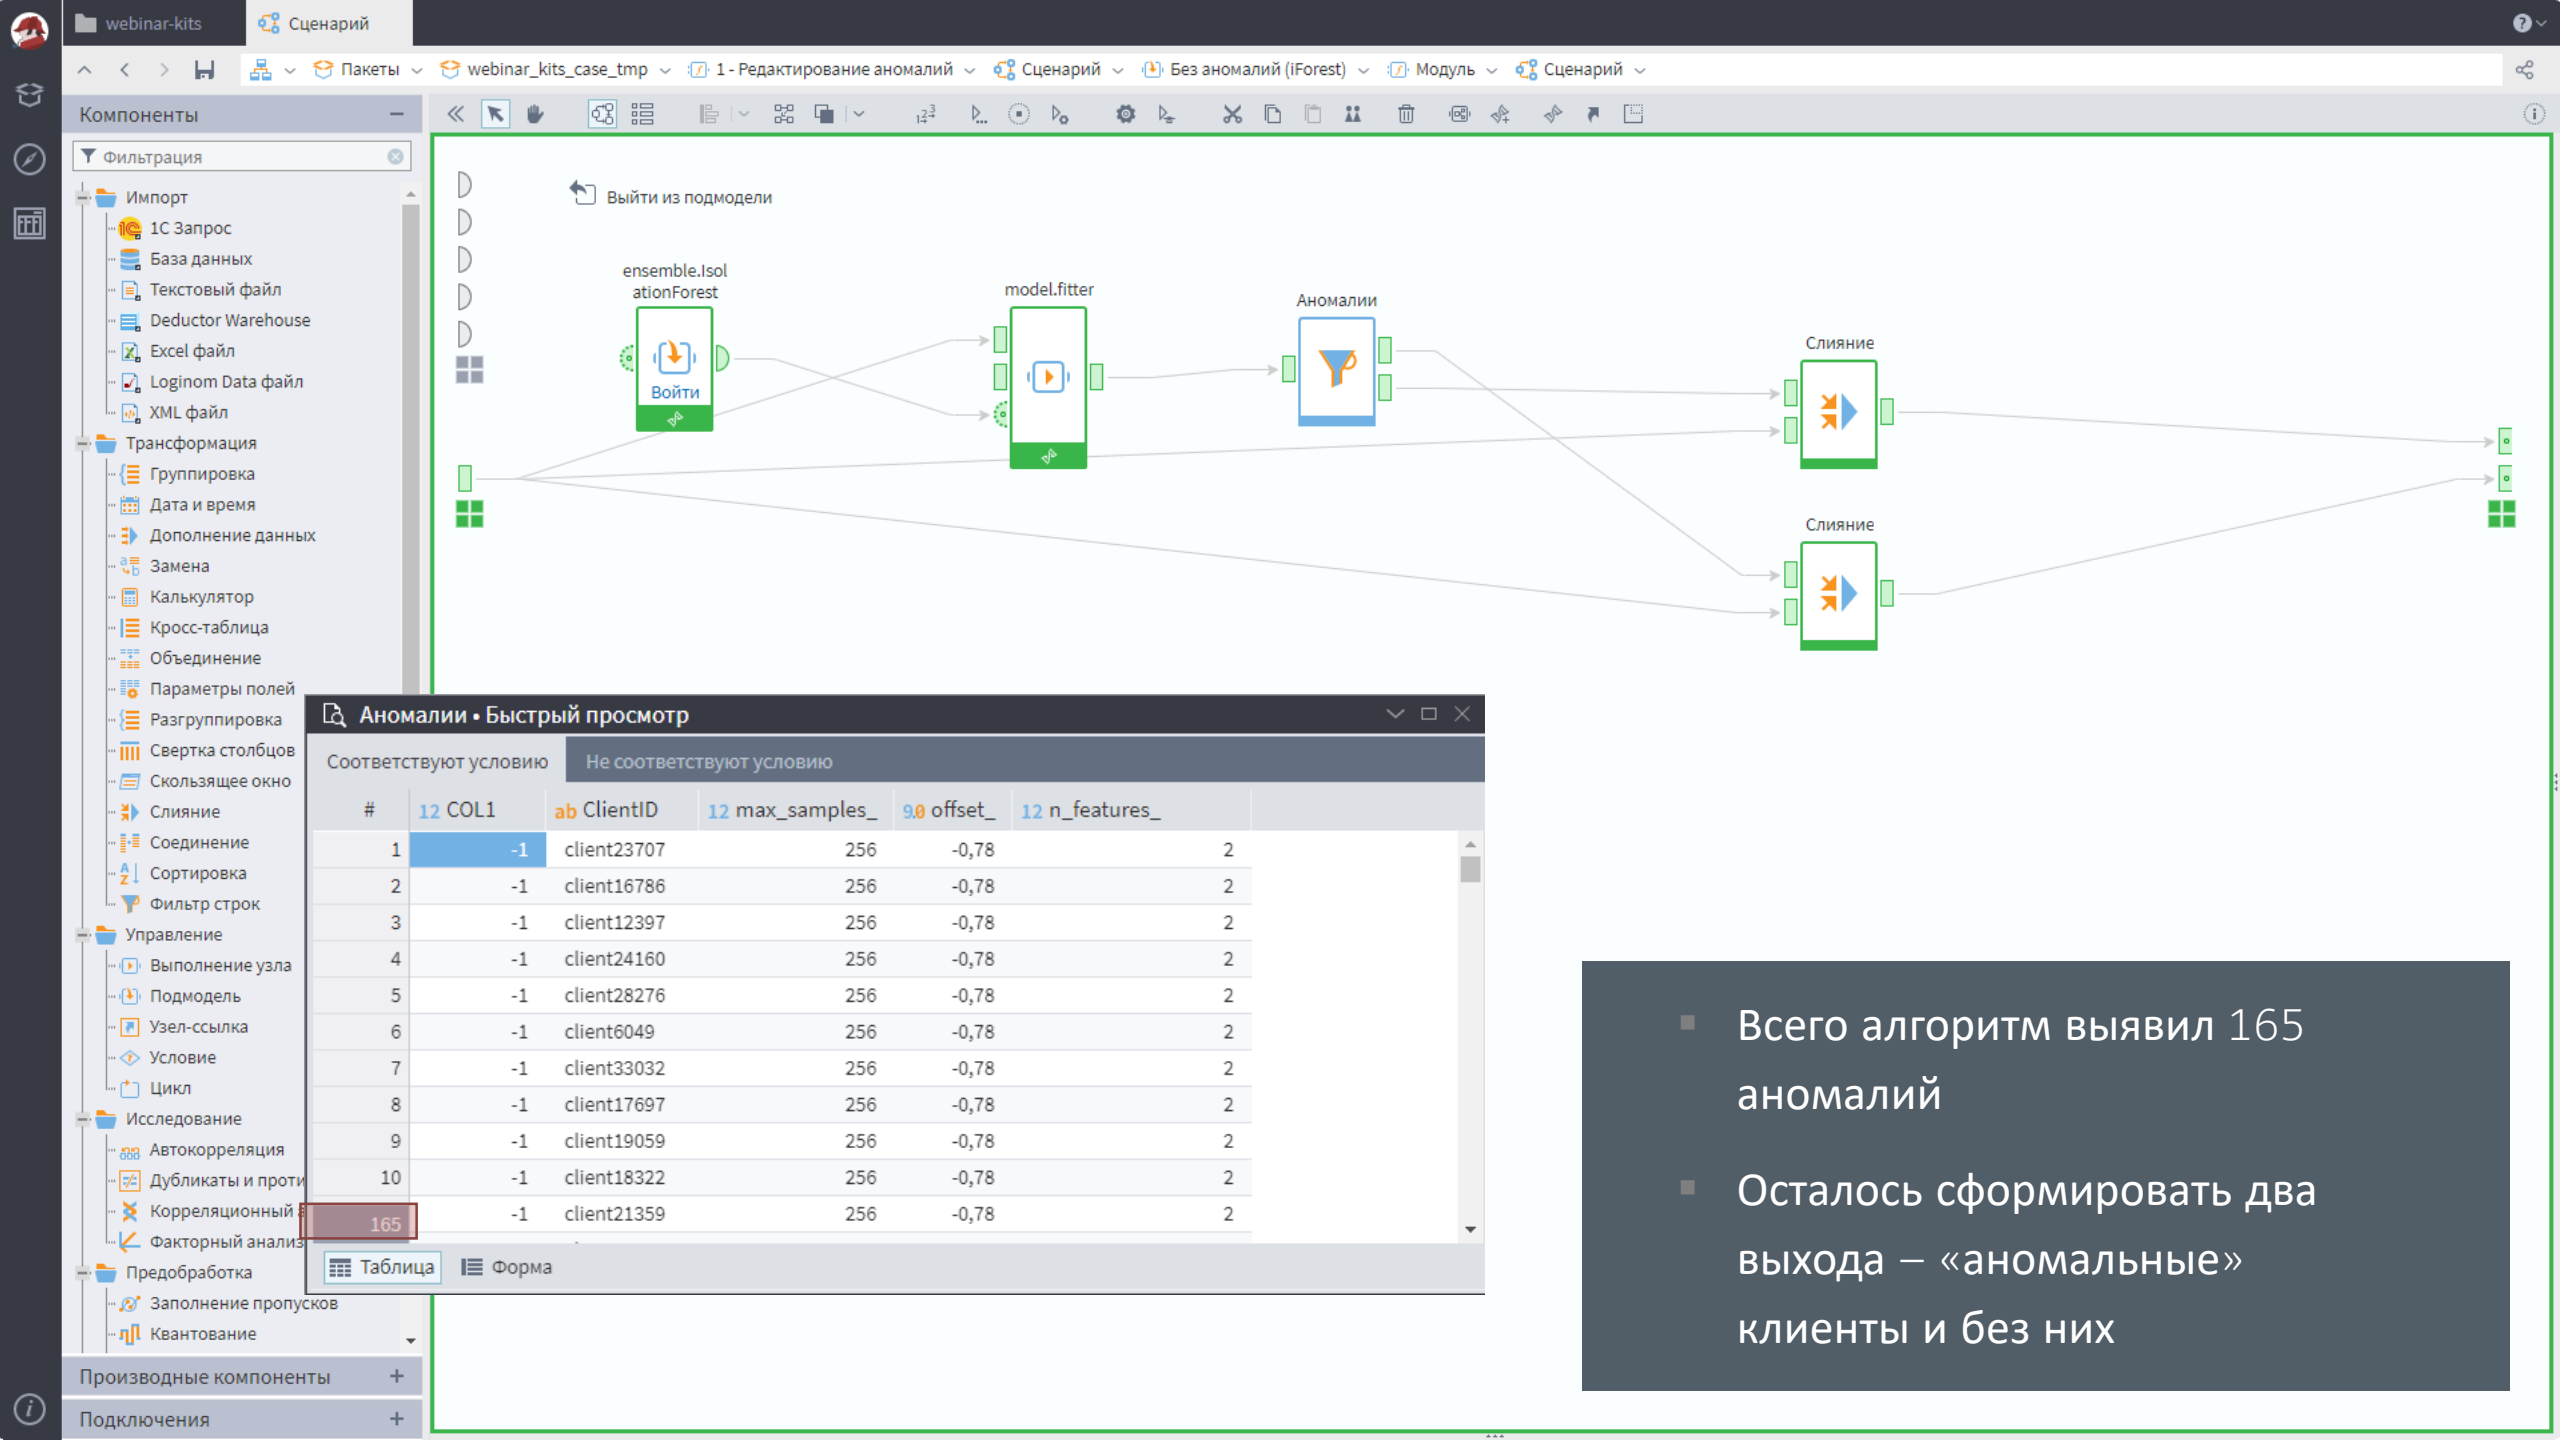 webinar-kits
Сценарий
Пакеты
webinar_kits_case_tmp
1 - Редактирование аномалий
Сценарий
Без аномалий (iForest)
Модуль
Сценарий
Компоненты
Фильтрация
Импорт
1С Запрос
База данных
Текстовый файл
Deductor Warehouse
Excel файл
Loginom Data файл
XML файл
Трансформация
Группировка
Дата и время
Дополнение данных
Замена
Калькулятор
Кросс-таблица
Объединение
Параметры полей
Разгруппировка
Свертка столбцов
Скользящее окно
Слияние
Соединение
Сортировка
Фильтр строк
Управление
Выполнение узла
Подмодель
Узел-ссылка
Условие
Цикл
Исследование
Автокорреляция
Дубликаты и проти
Корреляционный
Факторный анализ
Предобработка
Заполнение пропусков
Квантование
Производные компоненты
Подключения
Выйти из подмодели
ensemble.Isol
ationForest
Войти
model.fitter
Аномалии
Слияние
Слияние
Аномалии • Быстрый просмотр
Соответствуют условию
Не соответствуют условию
# 12 COL1 ab ClientID 12 max_samples_ 9.0 offset_ 12 n_features_
1 -1 client23707 256 -0,78 2
2 -1 client16786 256 -0,78 2
3 -1 client12397 256 -0,78 2
4 -1 client24160 256 -0,78 2
5 -1 client28276 256 -0,78 2
6 -1 client6049 256 -0,78 2
7 -1 client33032 256 -0,78 2
8 -1 client17697 256 -0,78 2
9 -1 client19059 256 -0,78 2
10 -1 client18322 256 -0,78 2
165 -1 client21359 256 -0,78 2
Таблица
Форма
Всего алгоритм выявил 165
аномалий
Осталось сформировать два
выхода – «аномальные»
клиенты и без них